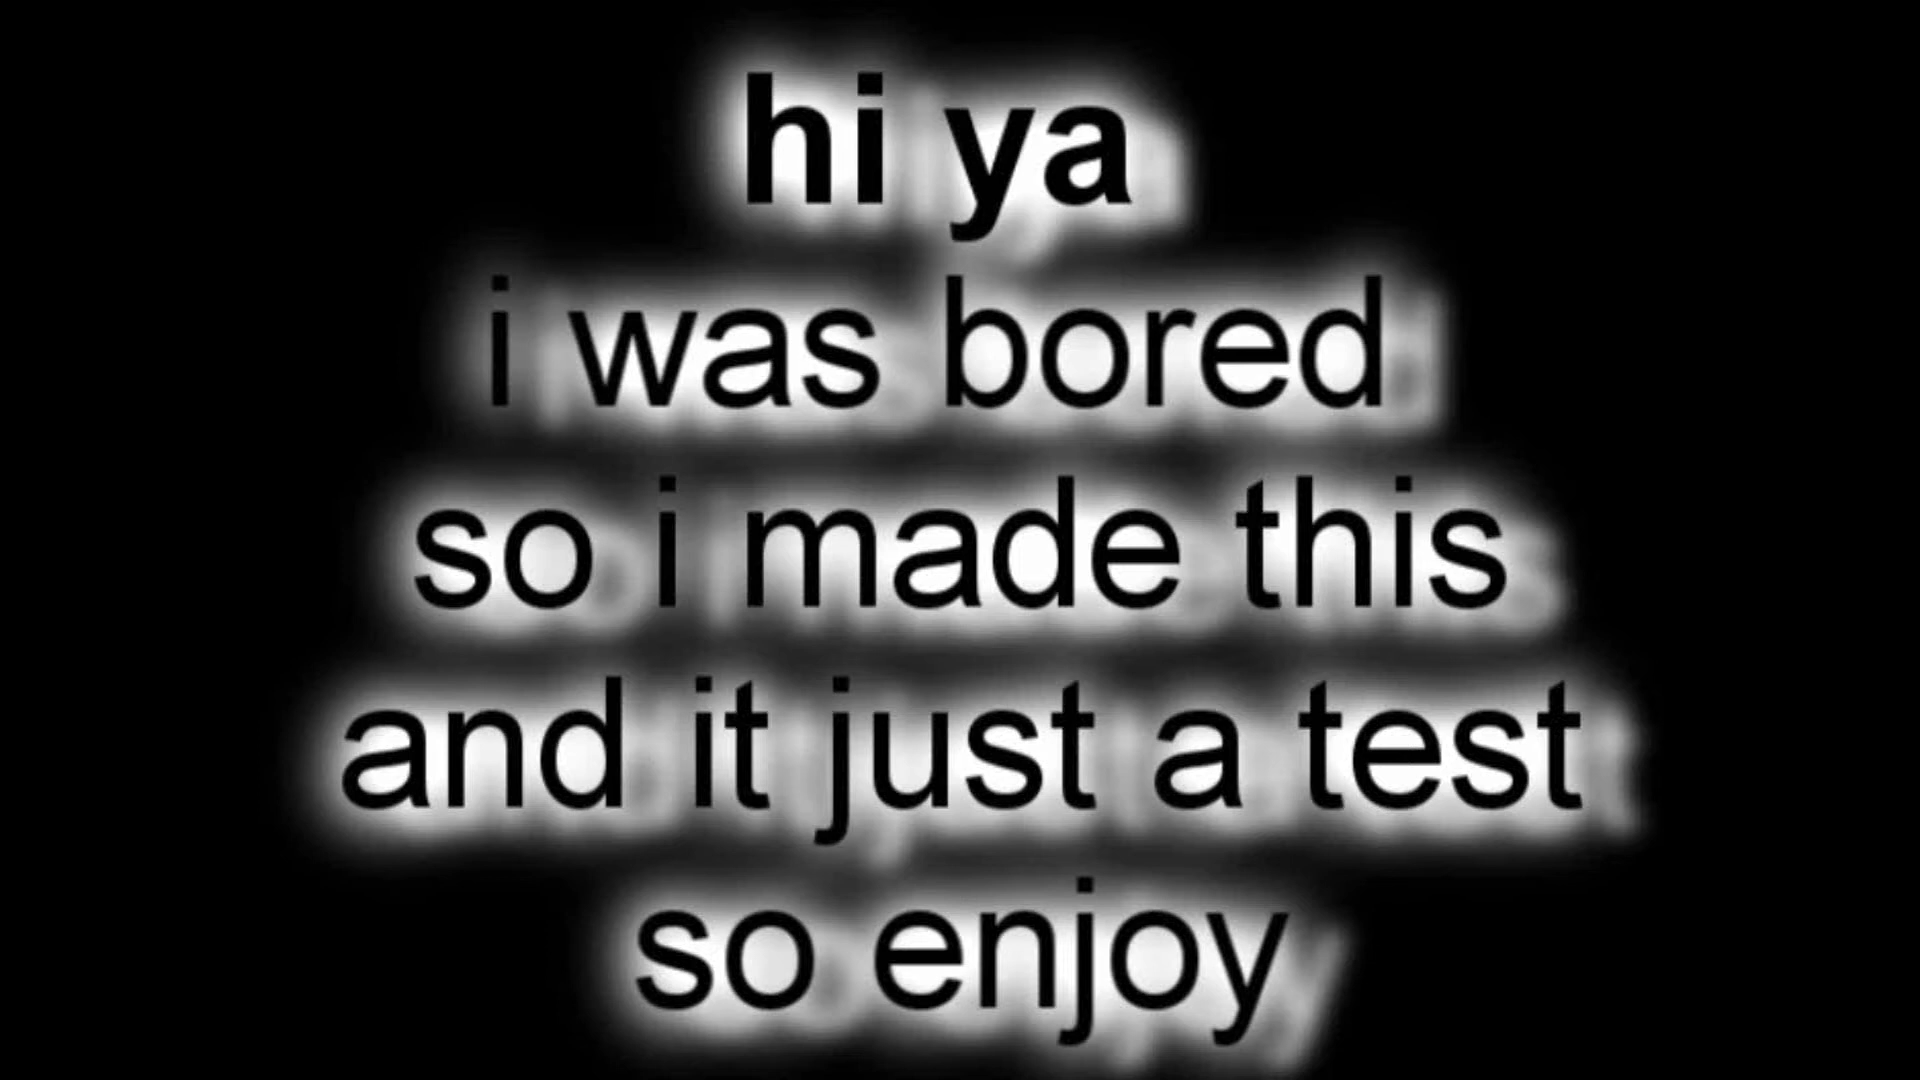 hi ya
i was bored
so i made this
and it just a test
so enjoy